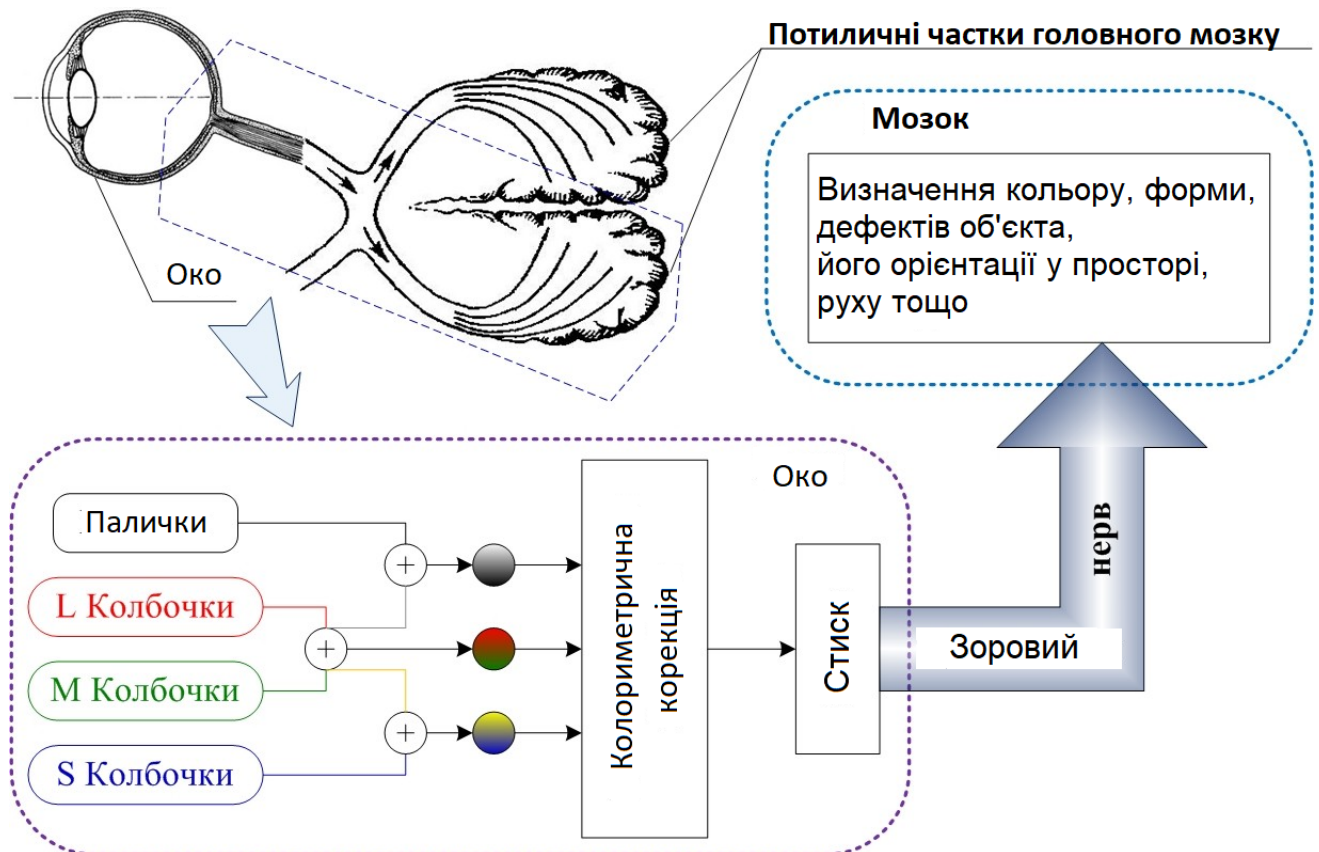 Потиличні частки головного мозку
Око
Мозок
Визначення кольору, форми,
дефектів об'єкта,
його орієнтації у просторі,
руху тощо
Око
Палички
L Колбочки
M Колбочки
S Колбочки
+
+
+
Колориметрична
корекція
Стиск
Зоровий
нерв